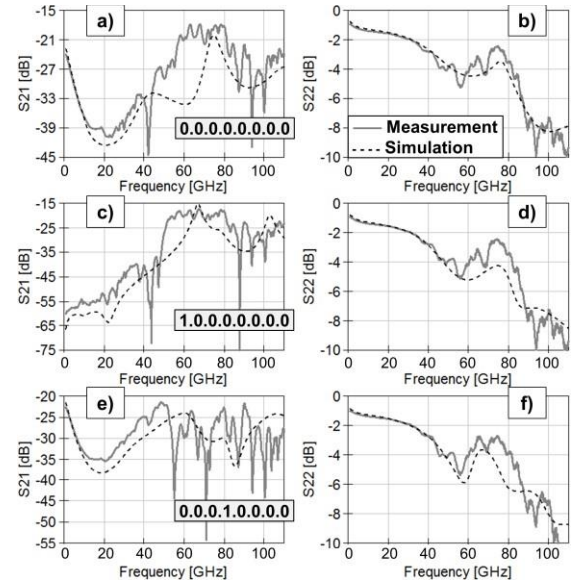 a)
S21 [dB]
-15
-21
-27
-33
-39
-45
0.0.0.0.0.0.0.0.0
0 20 40 60 80 100
Frequency [GHz]
b)
S22 [dB]
-2
-4
-6
-8
-10
Measurement
Simulation
0 20 40 60 80 100
Frequency [GHz]
c)
S21 [dB]
-15
-25
-35
-45
-55
-65
-75
1.0.0.0.0.0.0.0.0
0 20 40 60 80 100
Frequency [GHz]
d)
S22 [dB]
0
-2
-4
-6
-8
-10
0 20 40 60 80 100
Frequency [GHz]
e)
S21 [dB]
-20
-25
-30
-35
-40
-45
-50
-55
0.0.0.1.0.0.0.0.0
0 20 40 60 80 100
Frequency [GHz]
f)
S22 [dB]
0
-2
-4
-6
-8
-10
0 20 40 60 80 100
Frequency [GHz]